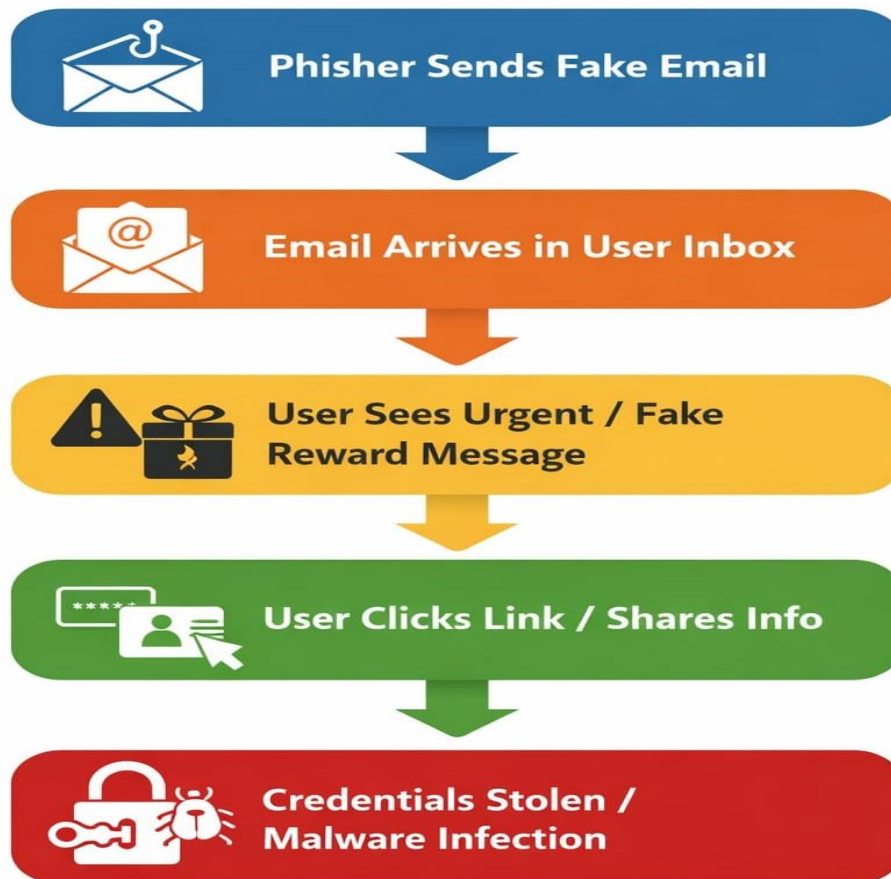 Phisher Sends Fake Email
@
Email Arrives in User Inbox
!
User Sees Urgent / Fake
Reward Message
*****
User Clicks Link / Shares Info
Credentials Stolen /
Malware Infection